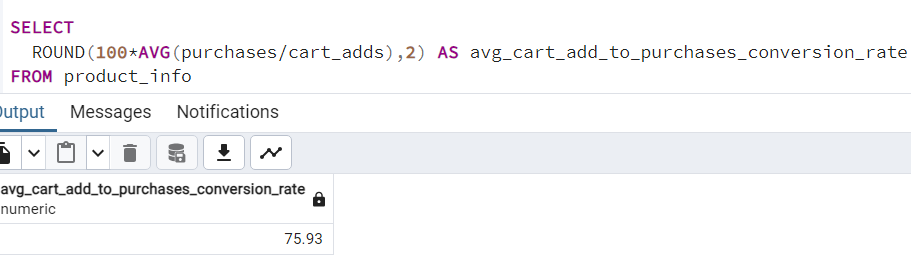 SELECT
ROUND(100*AVG(purchases/cart_adds),2) AS avg_cart_add_to_purchases_conversion_rate
FROM product_info
Output Messages Notifications
avg_cart_add_to_purchases_conversion_rate
numeric
75.93